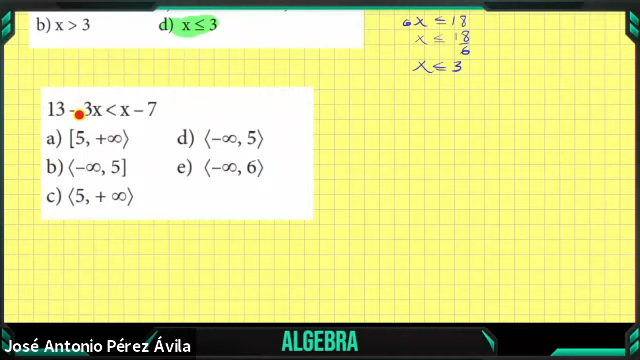 b) x > 3
d) x ≤ 3
6x ≤ 18
x ≤ 18/6
x ≤ 3
13 – 3x < x – 7
a) [5, +∞⟩
d) ⟨–∞, 5⟩
b) ⟨–∞, 5]
e) ⟨–∞, 6⟩
c) ⟨5, + ∞⟩
José Antonio Pérez Ávila
ALGEBRA